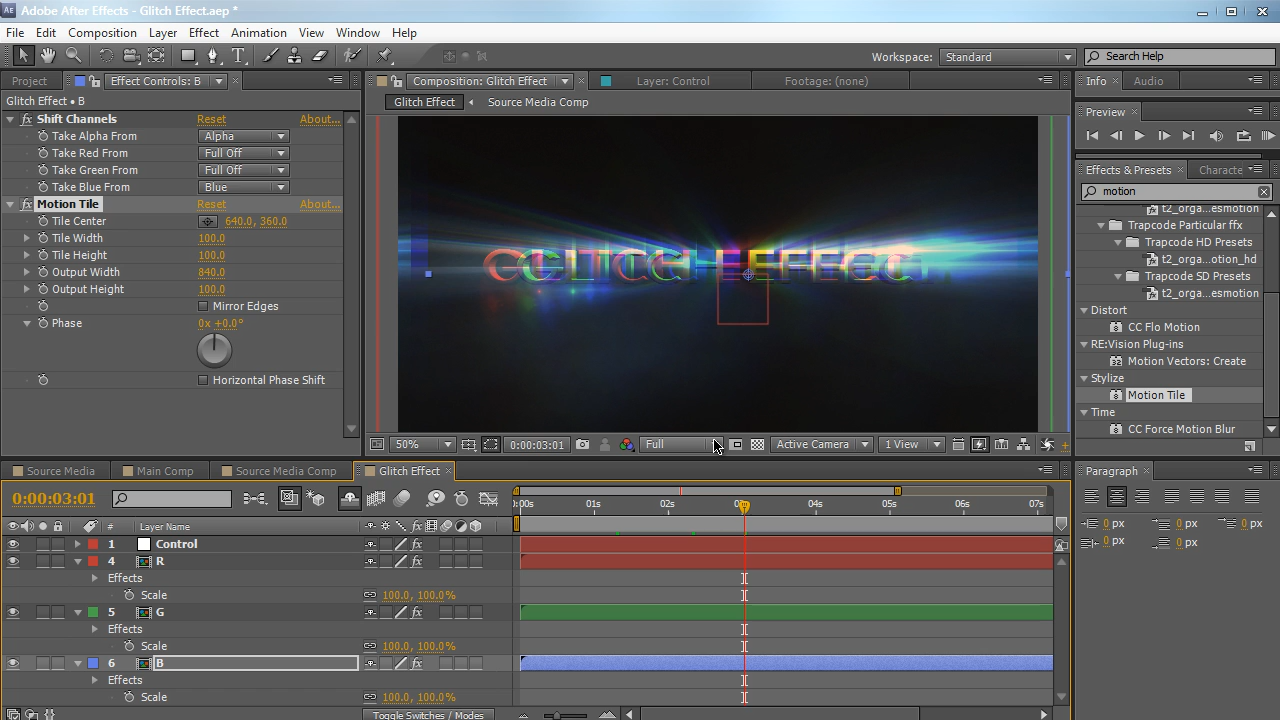 Adobe After Effects - Glitch Effect.aep *
File Edit Composition Layer Effect Animation View Window Help
Workspace: Standard Search Help
Project Effect Controls: B Composition: Glitch Effect Layer: Control Footage: (none) Info Audio
Glitch Effect • B
Glitch Effect Source Media Comp
Preview
fx Shift Channels Reset About...
Take Alpha From Alpha
Take Red From Full Off
Take Green From Full Off
Take Blue From Blue
fx Motion Tile Reset About...
Tile Center 640.0, 360.0
Tile Width 100.0
Tile Height 100.0
Output Width 840.0
Output Height 100.0
Mirror Edges
Phase 0x +0.0°
Horizontal Phase Shift
Effects & Presets Characte
motion
t2_orga...esmotion
Trapcode Particular ffx
Trapcode HD Presets
t2_orga...otion_hd
Trapcode SD Presets
t2_orga...esmotion
Distort
CC Flo Motion
RE:Vision Plug-ins
Motion Vectors: Create
Stylize
Motion Tile
Time
CC Force Motion Blur
50% 0:00:03:01 Full Active Camera 1 View
Source Media Main Comp Source Media Comp Glitch Effect
Paragraph
0:00:03:01
:00s 01s 02s 04s 05s 06s 07s
# Layer Name fx
1 Control fx
4 R fx
Effects
Scale 100.0, 100.0%
5 G fx
Effects
Scale 100.0, 100.0%
6 B fx
Effects
Scale 100.0, 100.0%
Toggle Switches / Modes
0 px 0 px 0 px
0 px 0 px